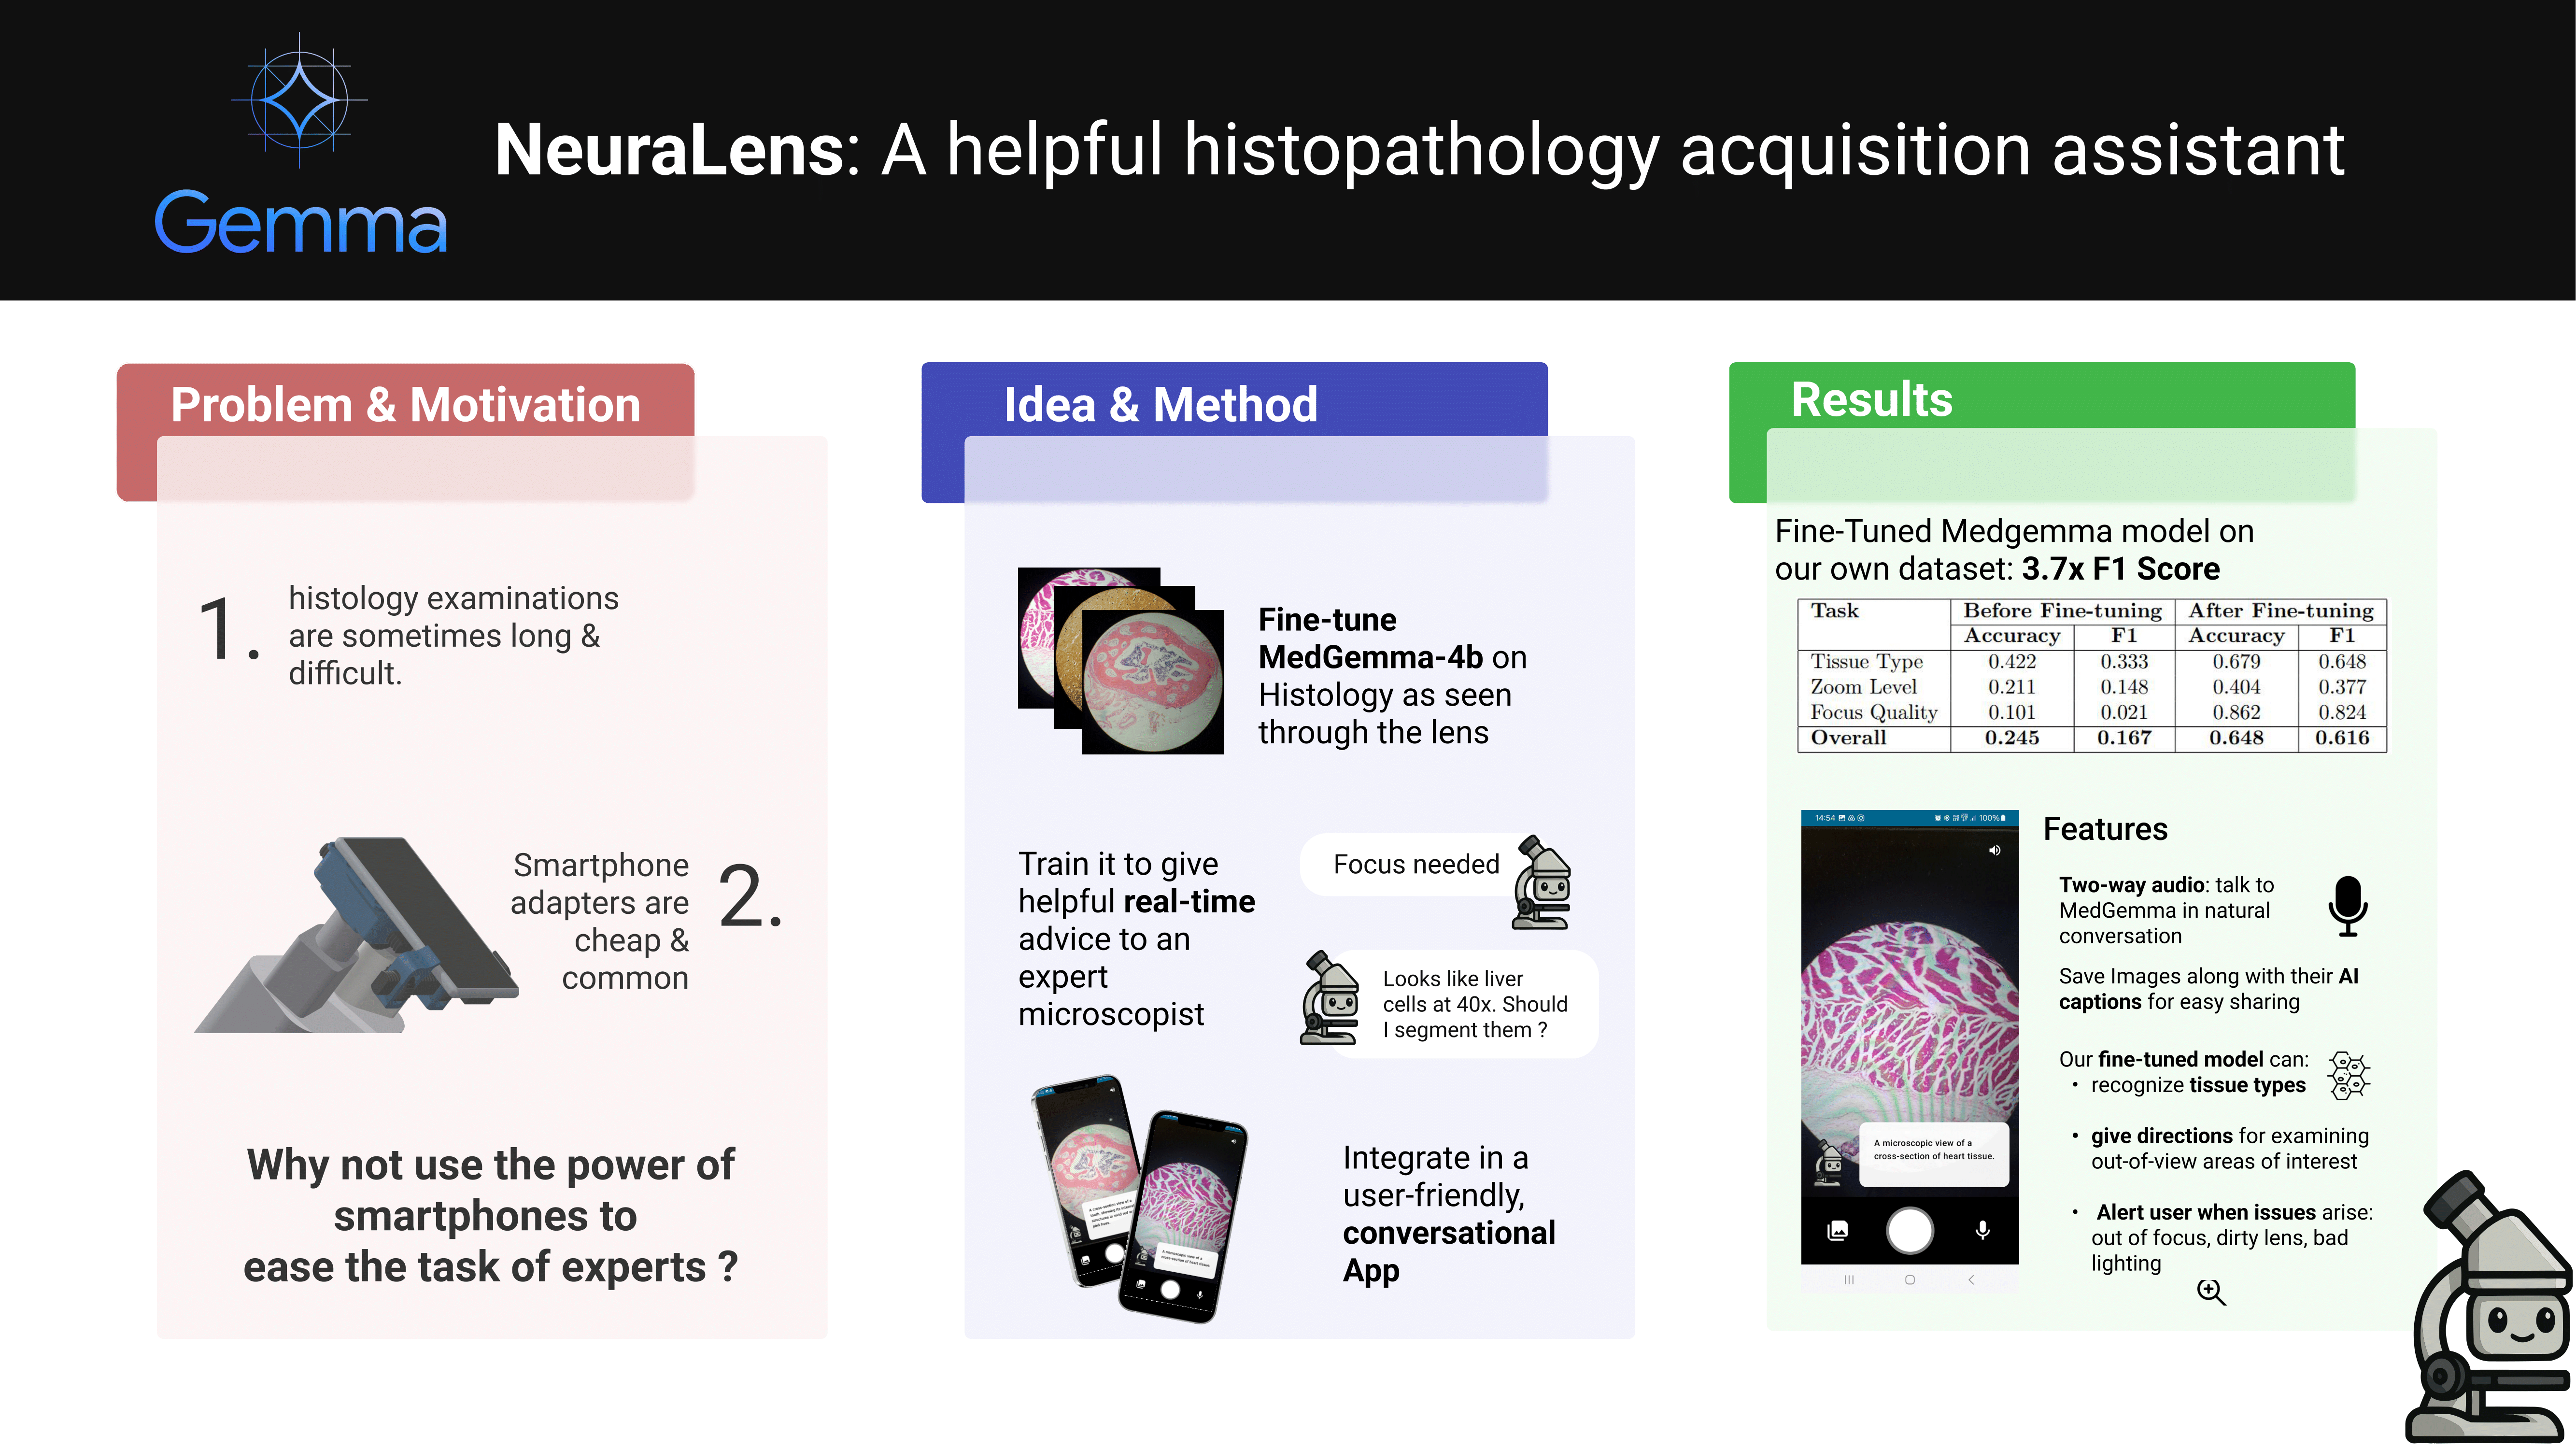 Gemma
NeuraLens: A helpful histopathology acquisition assistant
Problem & Motivation
1.
histology examinations
are sometimes long &
difficult.
Smartphone
adapters are
cheap &
common
2.
Why not use the power of
smartphones to
ease the task of experts ?
Idea & Method
Fine-tune
MedGemma-4b on
Histology as seen
through the lens
Train it to give
helpful real-time
advice to an
expert
microscopist
Focus needed
Looks like liver
cells at 40x. Should
I segment them ?
Integrate in a
user-friendly,
conversational
App
Results
Fine-Tuned Medgemma model on
our own dataset: 3.7x F1 Score
Task Before Fine-tuning After Fine-tuning
Accuracy F1 Accuracy F1
Tissue Type 0.422 0.333 0.679 0.648
Zoom Level 0.211 0.148 0.404 0.377
Focus Quality 0.101 0.021 0.862 0.824
Overall 0.245 0.167 0.648 0.616
14:54 100%
A microscopic view of a
cross-section of heart tissue.
Features
Two-way audio: talk to
MedGemma in natural
conversation
Save Images along with their AI
captions for easy sharing
Our fine-tuned model can:
• recognize tissue types
• give directions for examining
out-of-view areas of interest
• Alert user when issues arise:
out of focus, dirty lens, bad
lighting